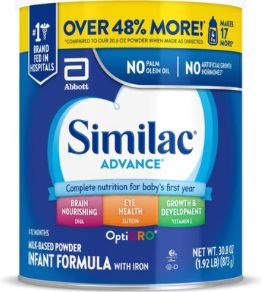 OVER 48% MORE!*
*COMPARED TO OUR 20.6 OZ POWDER WHEN MADE AS DIRECTED
MAKES
17
MORE*
#1
BRAND
FED IN
HOSPITALS
Abbott
NO PALM
OLEIN OIL
NO ARTIFICIAL GROWTH
HORMONES†
Similac®
ADVANCE®
Complete nutrition for baby's first year
BRAIN
NOURISHING
DHA
EYE
HEALTH
LUTEIN
GROWTH &
DEVELOPMENT
VITAMIN E
OptiGRO®
0-12 MONTHS
MILK-BASED POWDER
INFANT FORMULA WITH IRON
NET WT. 30.8 OZ
(1.92 LB) (873 g)